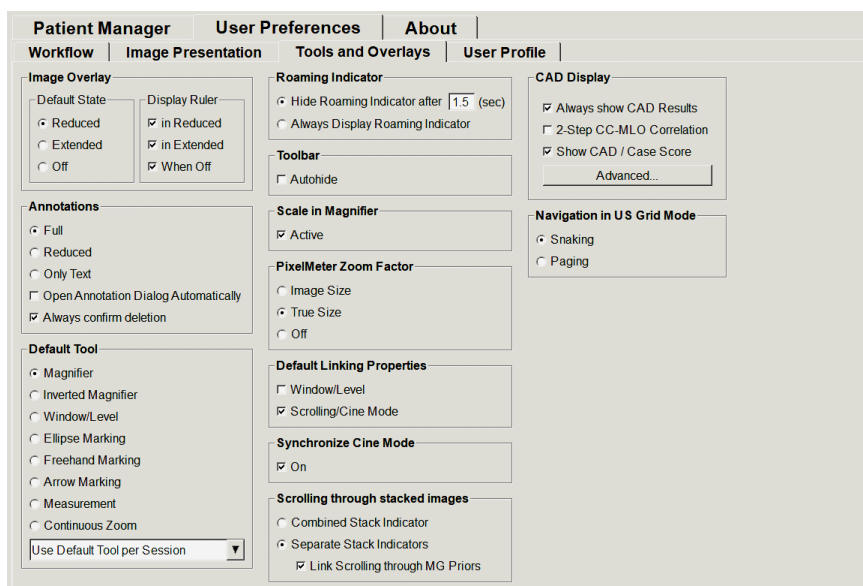 Patient Manager
User Preferences
About
Workflow
Image Presentation
Tools and Overlays
User Profile
Image Overlay
Default State
Reduced
Extended
Off
Display Ruler
in Reduced
in Extended
When Off
Annotations
Full
Reduced
Only Text
Open Annotation Dialog Automatically
Always confirm deletion
Default Tool
Magnifier
Inverted Magnifier
Window/Level
Ellipse Marking
Freehand Marking
Arrow Marking
Measurement
Continuous Zoom
Use Default Tool per Session
Roaming Indicator
Hide Roaming Indicator after 1.5 (sec)
Always Display Roaming Indicator
Toolbar
Autohide
Scale in Magnifier
Active
PixelMeter Zoom Factor
Image Size
True Size
Off
Default Linking Properties
Window/Level
Scrolling/Cine Mode
Synchronize Cine Mode
On
Scrolling through stacked images
Combined Stack Indicator
Separate Stack Indicators
Link Scrolling through MG Priors
CAD Display
Always show CAD Results
2-Step CC-MLO Correlation
Show CAD / Case Score
Advanced...
Navigation in US Grid Mode
Snaking
Paging